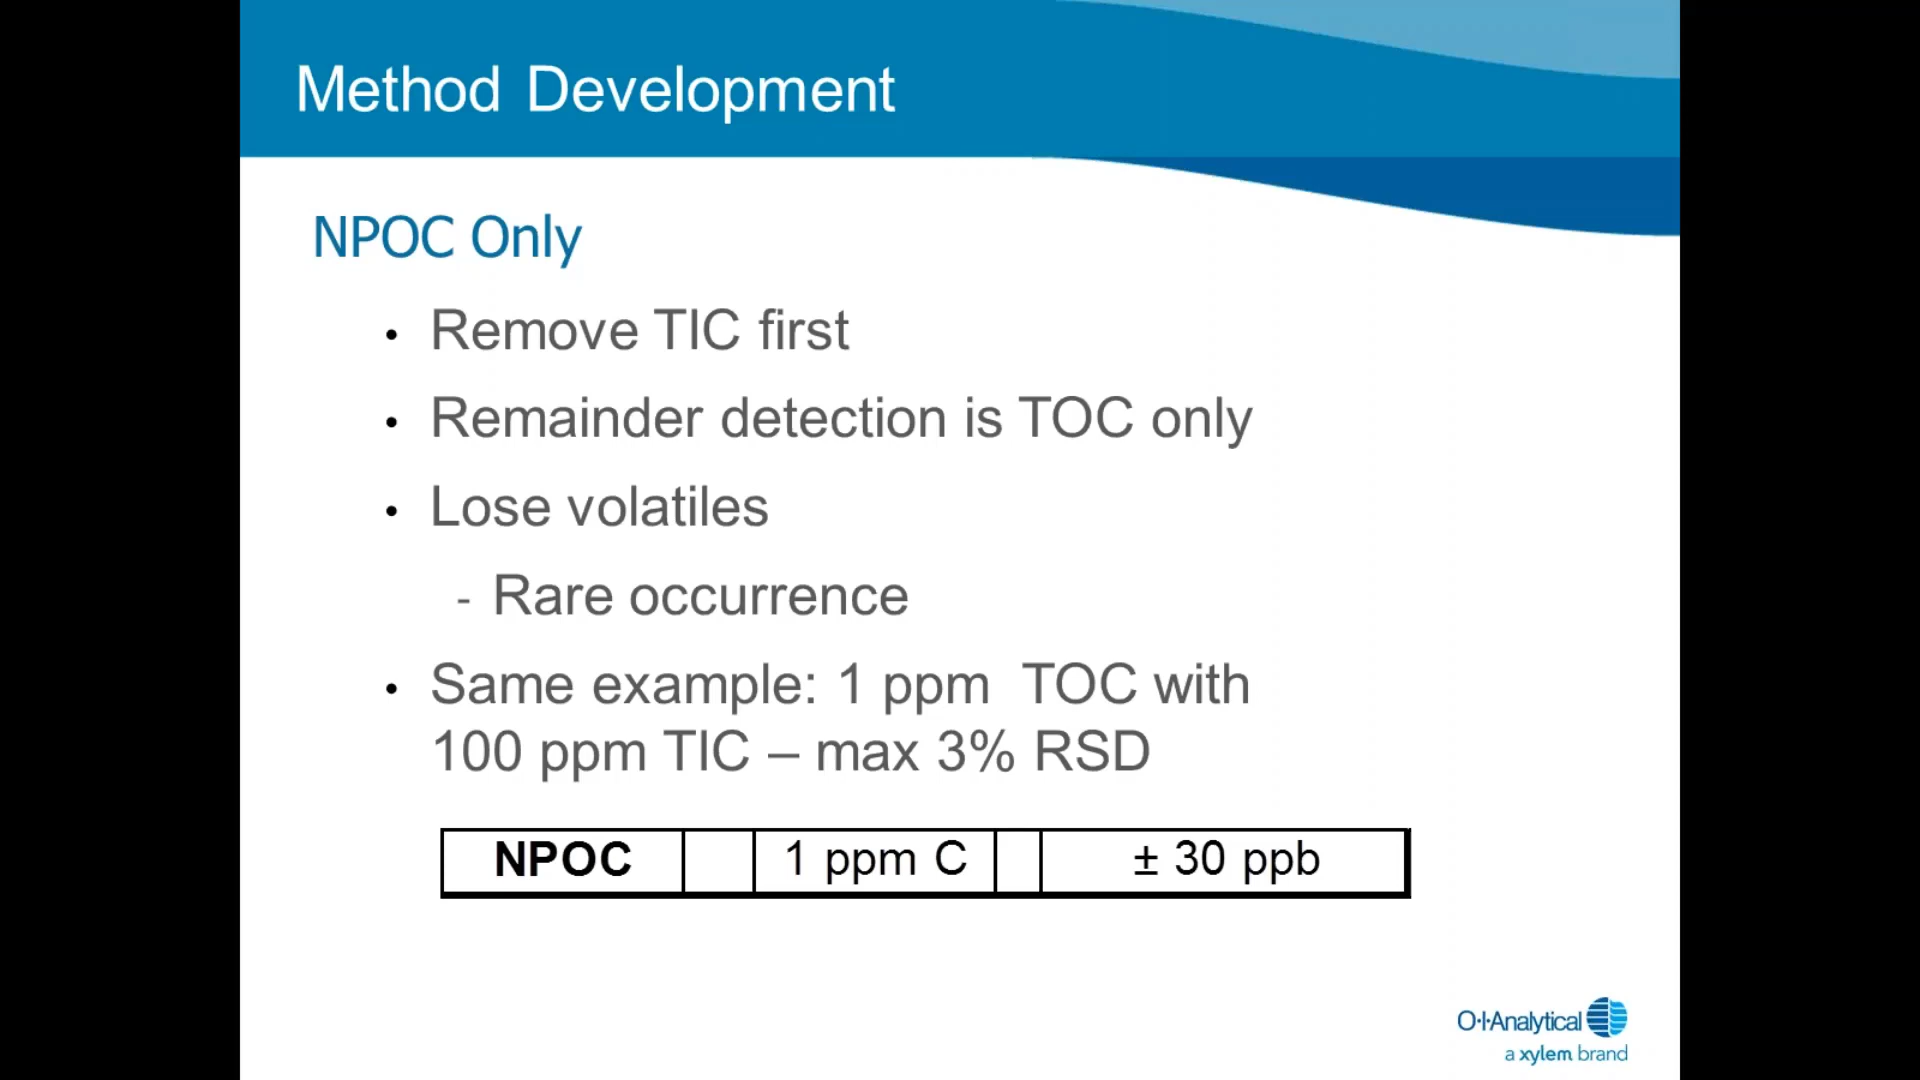 Method Development
NPOC Only
• Remove TIC first
• Remainder detection is TOC only
• Lose volatiles
- Rare occurrence
• Same example: 1 ppm  TOC with
100 ppm TIC – max 3% RSD
NPOC 1 ppm C ± 30 ppb
O·I·Analytical
a xylem brand